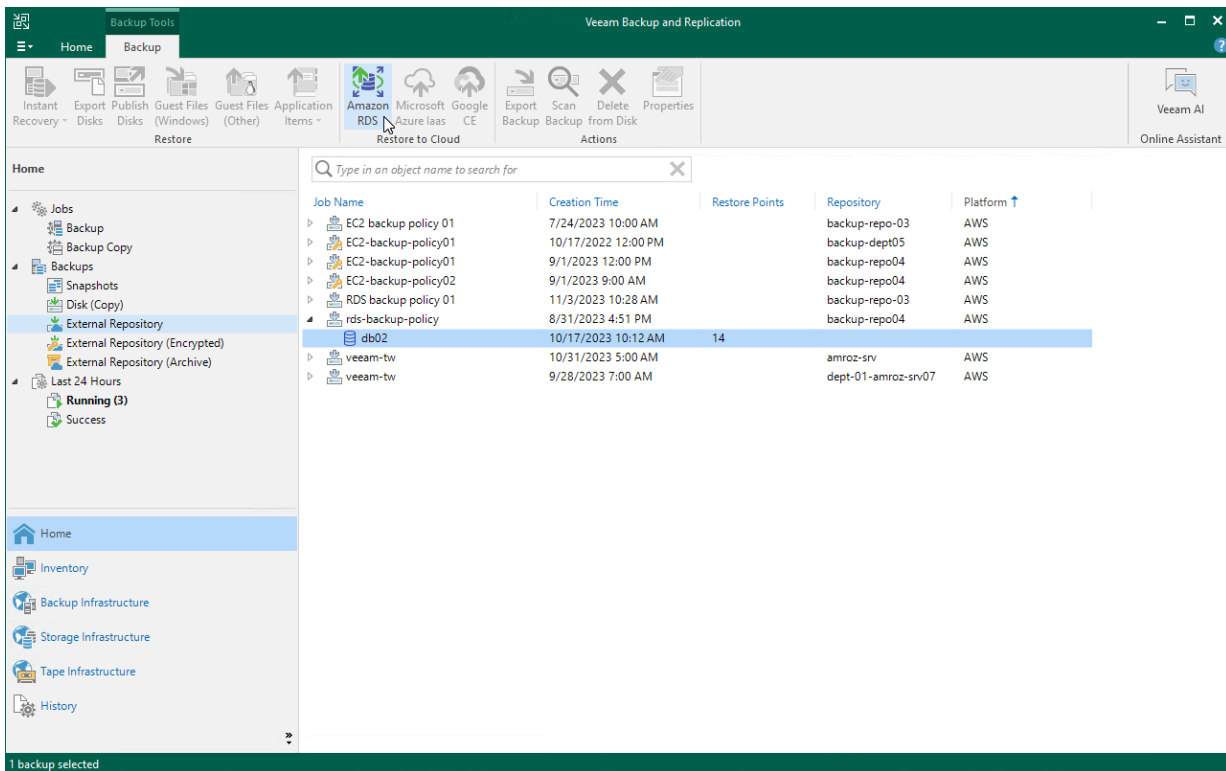 Backup Tools
Veeam Backup and Replication
Home Backup
Instant Recovery
Export Disks
Publish Disks
Guest Files (Windows)
Guest Files (Other)
Application Items
Restore
Amazon RDS
Microsoft Azure Iaas
Google CE
Restore to Cloud
Export Backup
Scan Backup
Delete from Disk
Properties
Actions
Veeam AI
Online Assistant
Home
Jobs
Backup
Backup Copy
Backups
Snapshots
Disk (Copy)
External Repository
External Repository (Encrypted)
External Repository (Archive)
Last 24 Hours
Running (3)
Success
Home
Inventory
Backup Infrastructure
Storage Infrastructure
Tape Infrastructure
History
Type in an object name to search for
Job Name Creation Time Restore Points Repository Platform
EC2 backup policy 01 7/24/2023 10:00 AM backup-repo-03 AWS
EC2-backup-policy01 10/17/2022 12:00 PM backup-dept05 AWS
EC2-backup-policy01 9/1/2023 12:00 PM backup-repo04 AWS
EC2-backup-policy02 9/1/2023 9:00 AM backup-repo04 AWS
RDS backup policy 01 11/3/2023 10:28 AM backup-repo-03 AWS
rds-backup-policy 8/31/2023 4:51 PM backup-repo04 AWS
db02 10/17/2023 10:12 AM 14
veeam-tw 10/31/2023 5:00 AM amroz-srv AWS
veeam-tw 9/28/2023 7:00 AM dept-01-amroz-srv07 AWS
1 backup selected